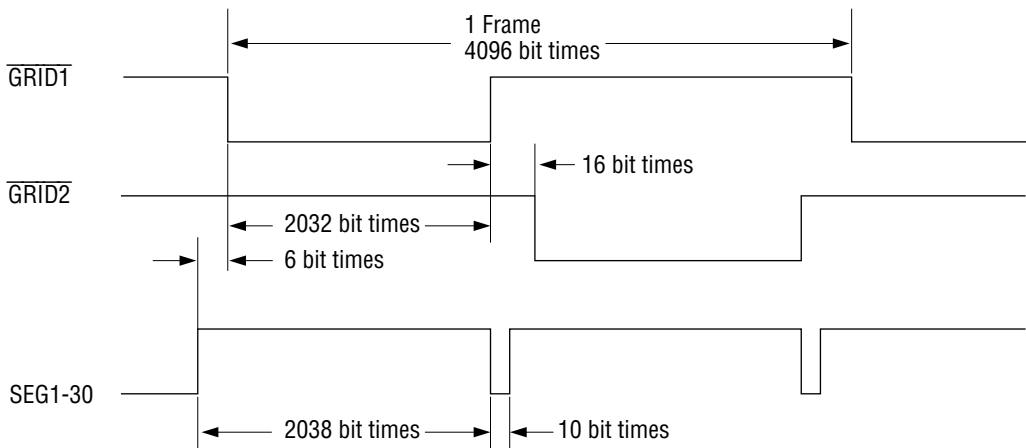 1 Frame
4096 bit times
GRID1
16 bit times
GRID2
2032 bit times
6 bit times
SEG1-30
2038 bit times
10 bit times